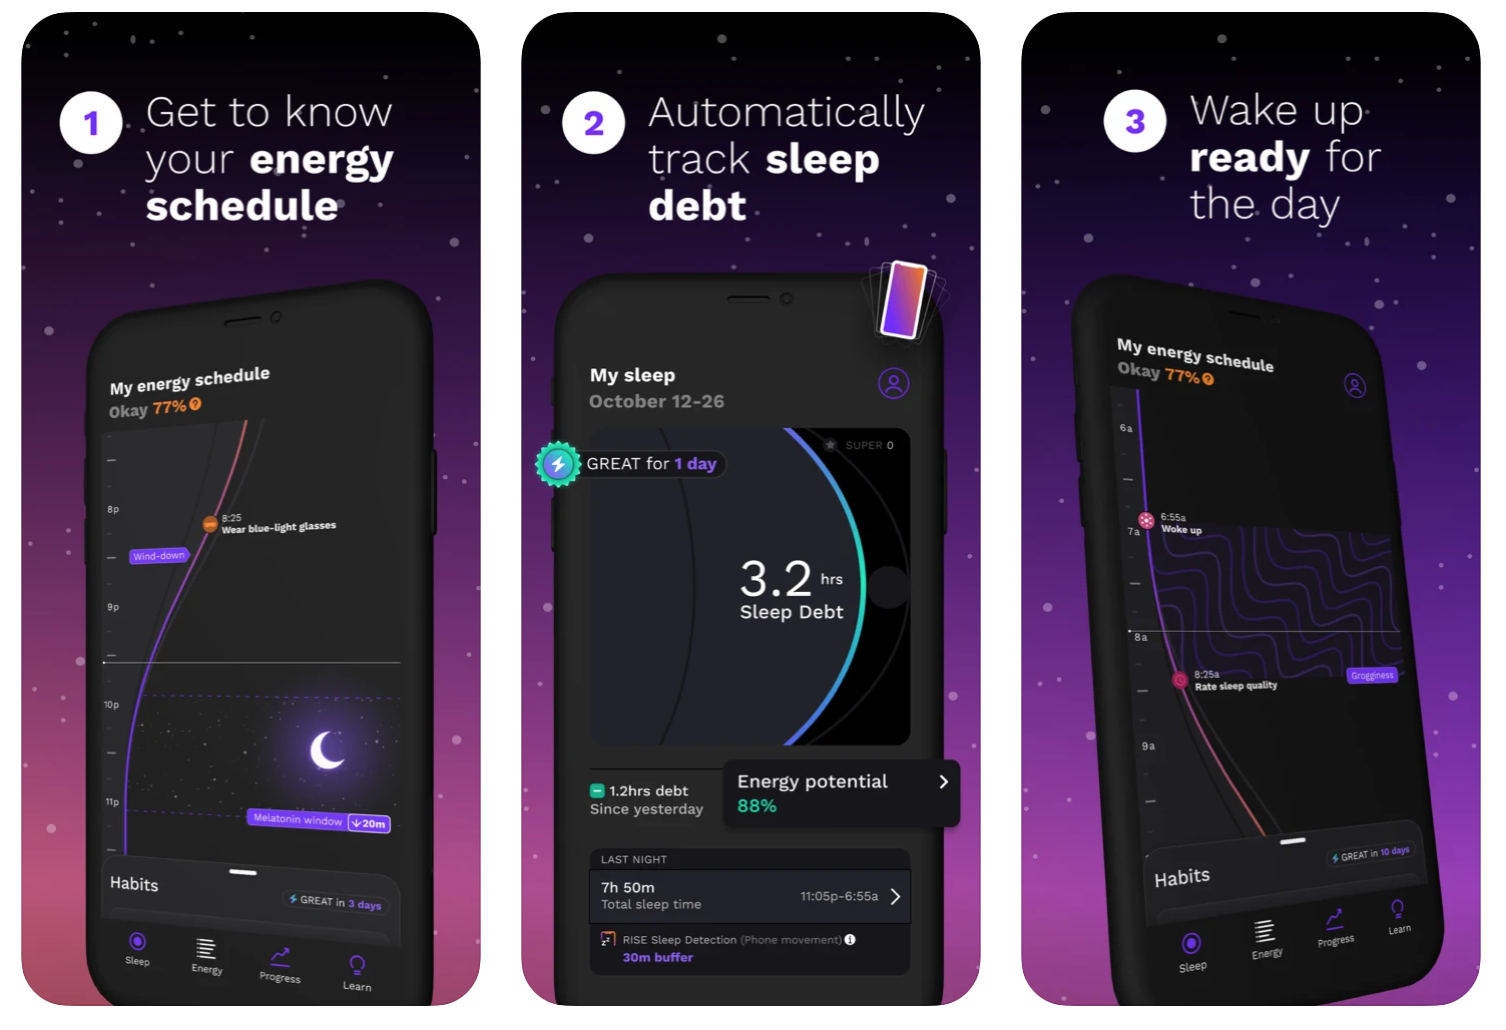 1
Get to know
your energy
schedule
My energy schedule
Okay 77% ?
8p
8:25
Wear blue-light glasses
Wind-down
9p
10p
11p
Melatonin window ↓20m
Habits
GREAT in 3 days
Sleep
Energy
Progress
Learn
2
Automatically
track sleep
debt
My sleep
October 12-26
SUPER 0
GREAT for 1 day
3.2 hrs
Sleep Debt
1.2hrs debt
Since yesterday
Energy potential
88%
LAST NIGHT
7h 50m
Total sleep time
11:05p-6:55a
RISE Sleep Detection (Phone movement)
30m buffer
3
Wake up
ready for
the day
My energy schedule
Okay 77% ?
6a
6:55a
Woke up
7a
8a
8:25a
Rate sleep quality
Grogginess
9a
Habits
GREAT in 10 days
Sleep
Energy
Progress
Learn